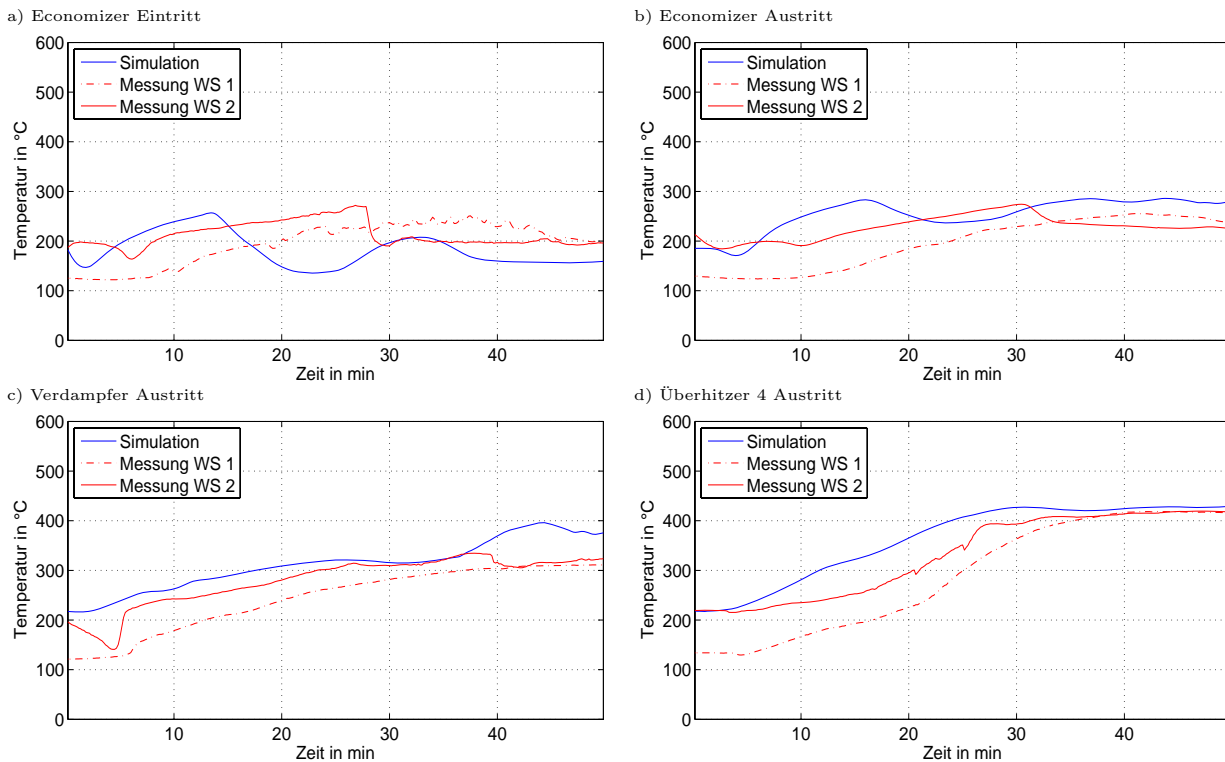 a) Economizer Eintritt
600
500
400
300
200
100
0
Temperatur in °C
Simulation
Messung WS 1
Messung WS 2
10
20
30
40
Zeit in min
b) Economizer Austritt
600
500
400
300
200
100
0
Temperatur in °C
Simulation
Messung WS 1
Messung WS 2
10
20
30
40
Zeit in min
c) Verdampfer Austritt
600
500
400
300
200
100
0
Temperatur in °C
Simulation
Messung WS 1
Messung WS 2
10
20
30
40
Zeit in min
d) Überhitzer 4 Austritt
600
500
400
300
200
100
0
Temperatur in °C
Simulation
Messung WS 1
Messung WS 2
10
20
30
40
Zeit in min